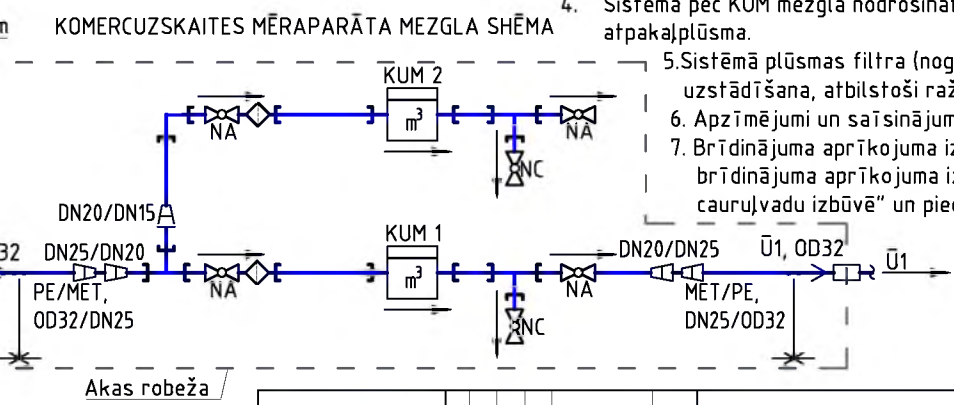 KOMERCUZSKAITES MĒRAPARĀTA MEZGLA SHĒMA
4. Sistēmā pēc KUM mezgla nodrošināt
atpakaļplūsma.
5.Sistēmā plūsmas filtra (nog
uzstādīšana, atbilstoši raž
6. Apzīmējumi un saīsinājum
7. Brīdinājuma aprīkojuma iz
brīdinājuma aprīkojuma iz
cauruļvadu izbūvē" un pied
KUM 2
m³
NA
NA
NC
DN20/DN15
KUM 1
m³
32
DN25/DN20
DN20/DN25
Ū1, OD32
Ū1
NA
NA
PE/MET,
OD32/DN25
MET/PE,
DN25/OD32
NC
Akas robeža